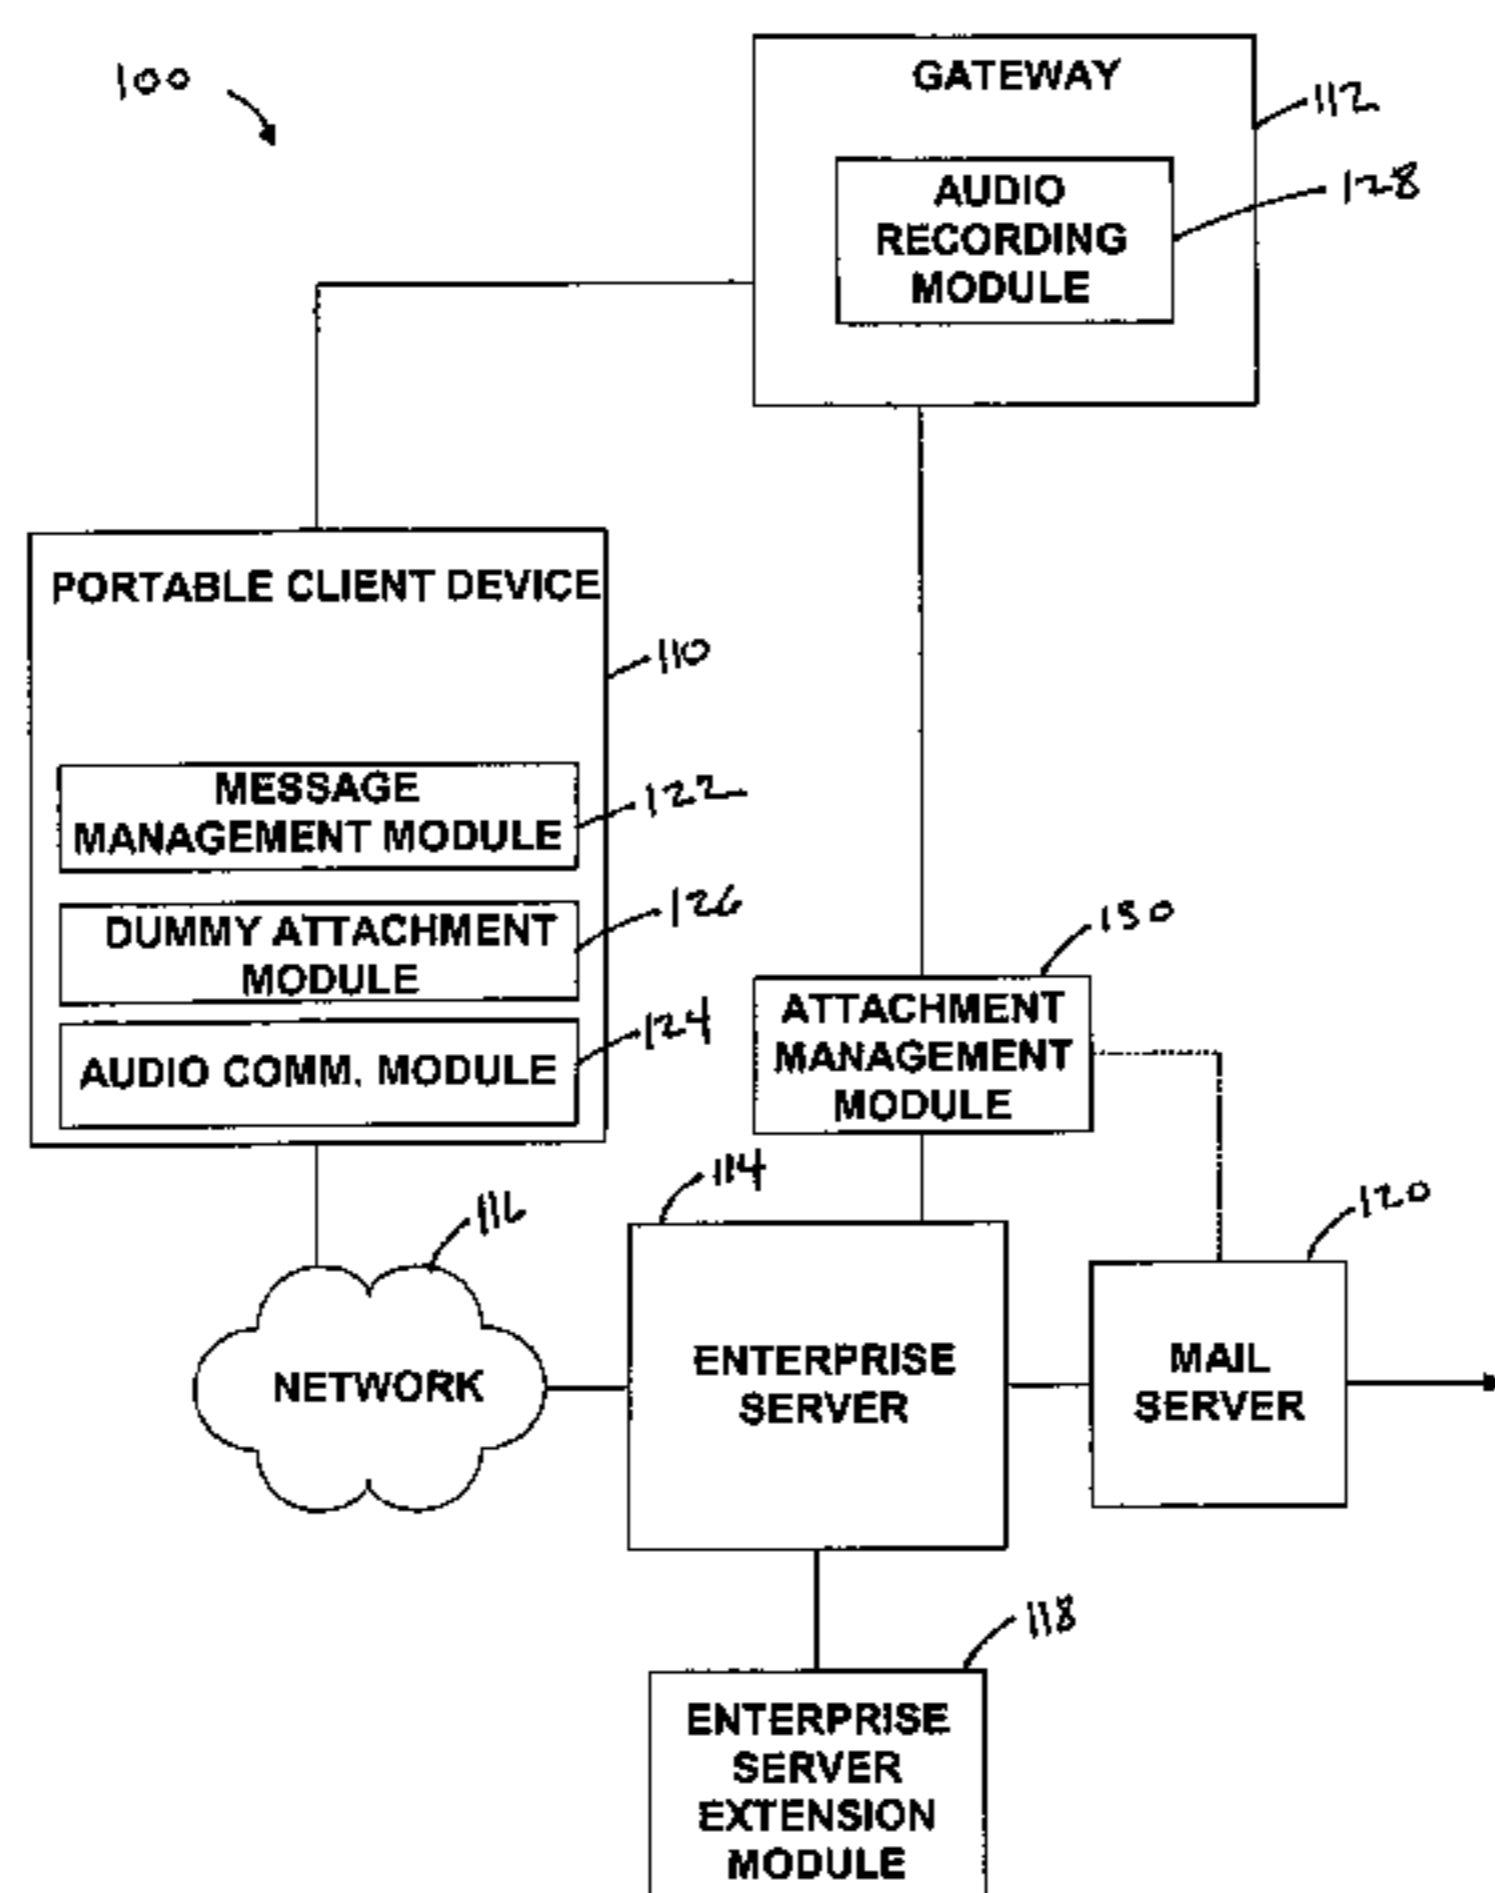 100
GATEWAY
112
AUDIO
RECORDING
MODULE
128
PORTABLE CLIENT DEVICE
110
MESSAGE
MANAGEMENT MODULE
122
DUMMY ATTACHMENT
MODULE
126
AUDIO COMM. MODULE
124
130
ATTACHMENT
MANAGEMENT
MODULE
114
116
120
NETWORK
ENTERPRISE
SERVER
MAIL
SERVER
118
ENTERPRISE
SERVER
EXTENSION
MODULE